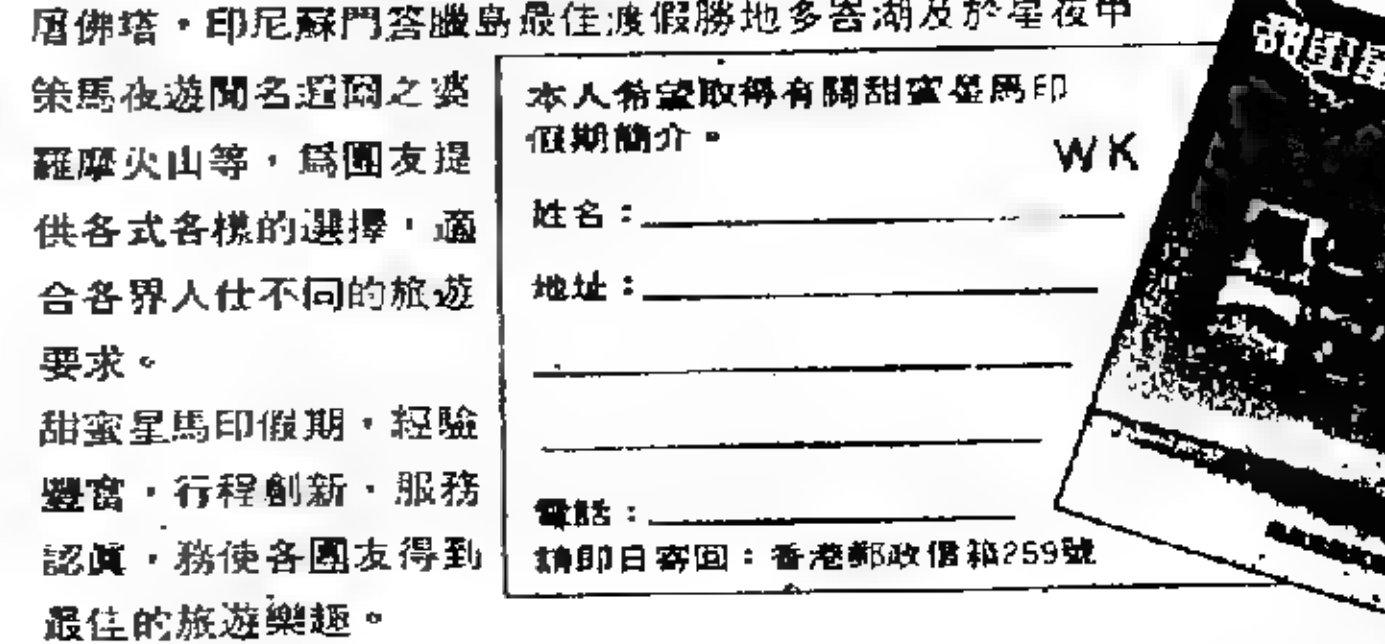 層佛塔，印尼蘇門答臘島最佳渡假勝地多峇湖及於星夜中
策馬夜遊聞名遐邇之婆
羅摩火山等，為團友提
供各式各樣的選擇，適
合各界人仕不同的旅遊
要求。
甜蜜星馬印假期，經驗
豐富，行程創新，服務
認眞，務使各團友得到
最佳的旅遊樂趣。
本人希望取得有關甜蜜星馬印
假期簡介。
WK
姓名：
地址：
電話：
請即日寄回：香港郵政信箱259號
甜蜜星